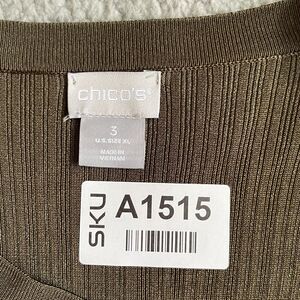 chico's
3
U.S. SIZE XL
MADE IN
VIETNAM
SKU
A1515